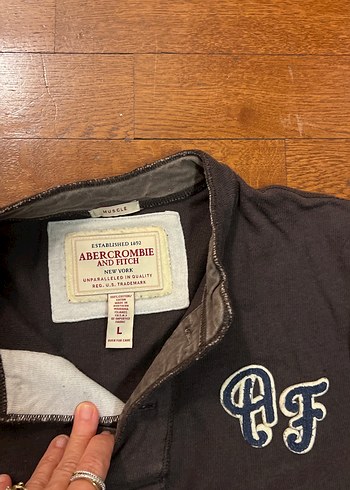 MUSCLE
ESTABLISHED 1892
ABERCROMBIE
AND FITCH
NEW YORK
UNPARALLELED IN QUALITY
REG. U.S. TRADEMARK
L
AF